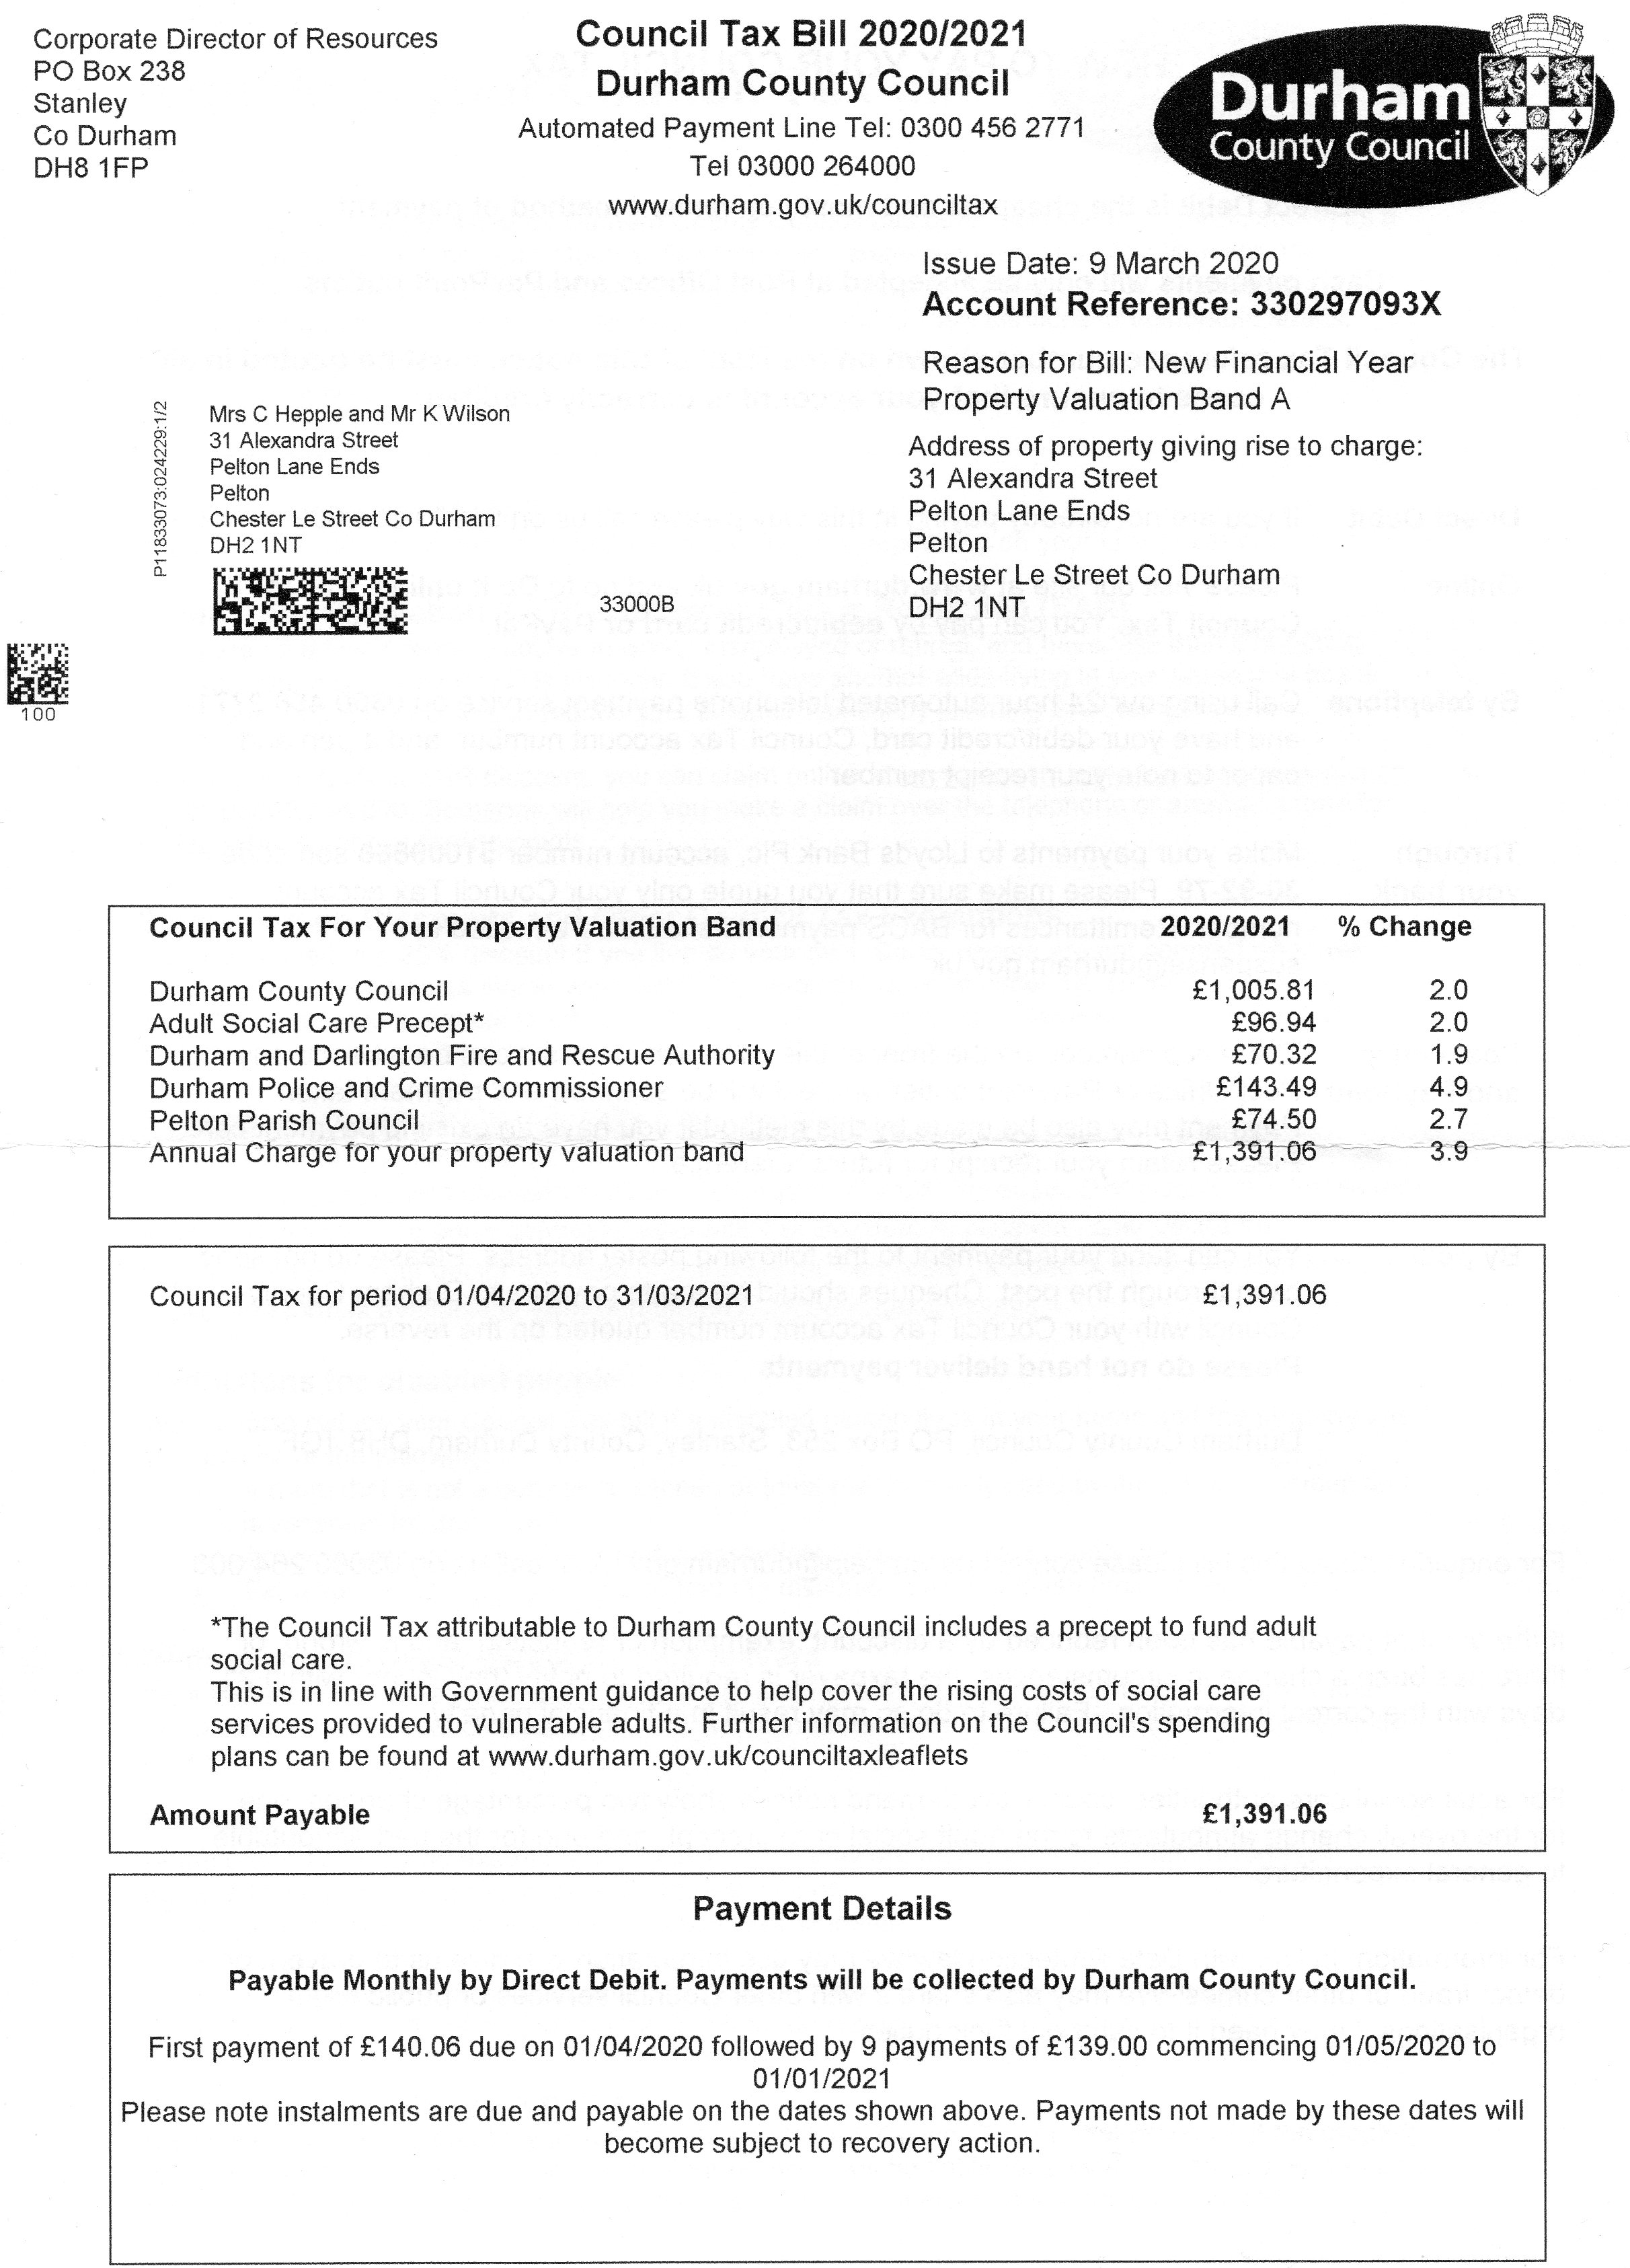 Corporate Director of Resources
PO Box 238
Stanley
Co Durham
DH8 1FP
Council Tax Bill 2020/2021
Durham County Council
Automated Payment Line Tel: 0300 456 2771
Tel 03000 264000
www.durham.gov.uk/counciltax
Durham
County Council
Issue Date: 9 March 2020
Account Reference: 330297093X
Reason for Bill: New Financial Year
Property Valuation Band A
P11833073:024229:1/2
Mrs C Hepple and Mr K Wilson
31 Alexandra Street
Pelton Lane Ends
Pelton
Chester Le Street Co Durham
DH2 1NT
33000B
100
Address of property giving rise to charge:
31 Alexandra Street
Pelton Lane Ends
Pelton
Chester Le Street Co Durham
DH2 1NT
Council Tax For Your Property Valuation Band 2020/2021 % Change
Durham County Council £1,005.81 2.0
Adult Social Care Precept* £96.94 2.0
Durham and Darlington Fire and Rescue Authority £70.32 1.9
Durham Police and Crime Commissioner £143.49 4.9
Pelton Parish Council £74.50 2.7
Annual Charge for your property valuation band £1,391.06 3.9
Council Tax for period 01/04/2020 to 31/03/2021 £1,391.06
*The Council Tax attributable to Durham County Council includes a precept to fund adult
social care.
This is in line with Government guidance to help cover the rising costs of social care
services provided to vulnerable adults. Further information on the Council's spending
plans can be found at www.durham.gov.uk/counciltaxleaflets
Amount Payable £1,391.06
Payment Details
Payable Monthly by Direct Debit. Payments will be collected by Durham County Council.
First payment of £140.06 due on 01/04/2020 followed by 9 payments of £139.00 commencing 01/05/2020 to
01/01/2021
Please note instalments are due and payable on the dates shown above. Payments not made by these dates will
become subject to recovery action.